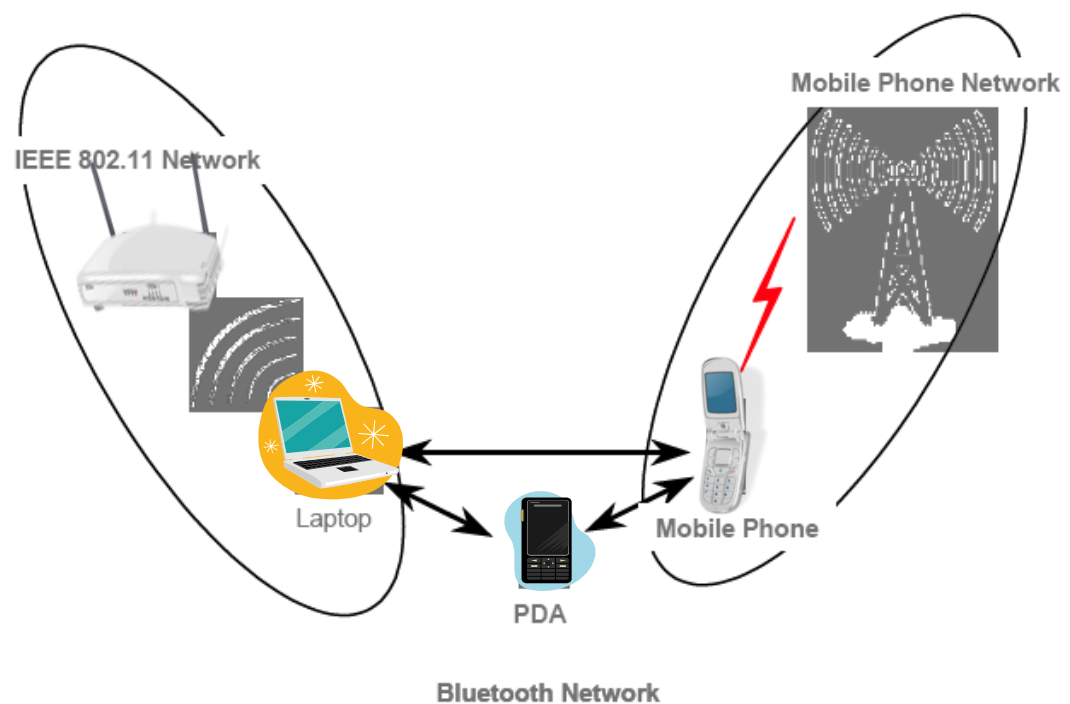 Mobile Phone Network
IEEE 802.11 Network
Laptop
Mobile Phone
PDA
Bluetooth Network